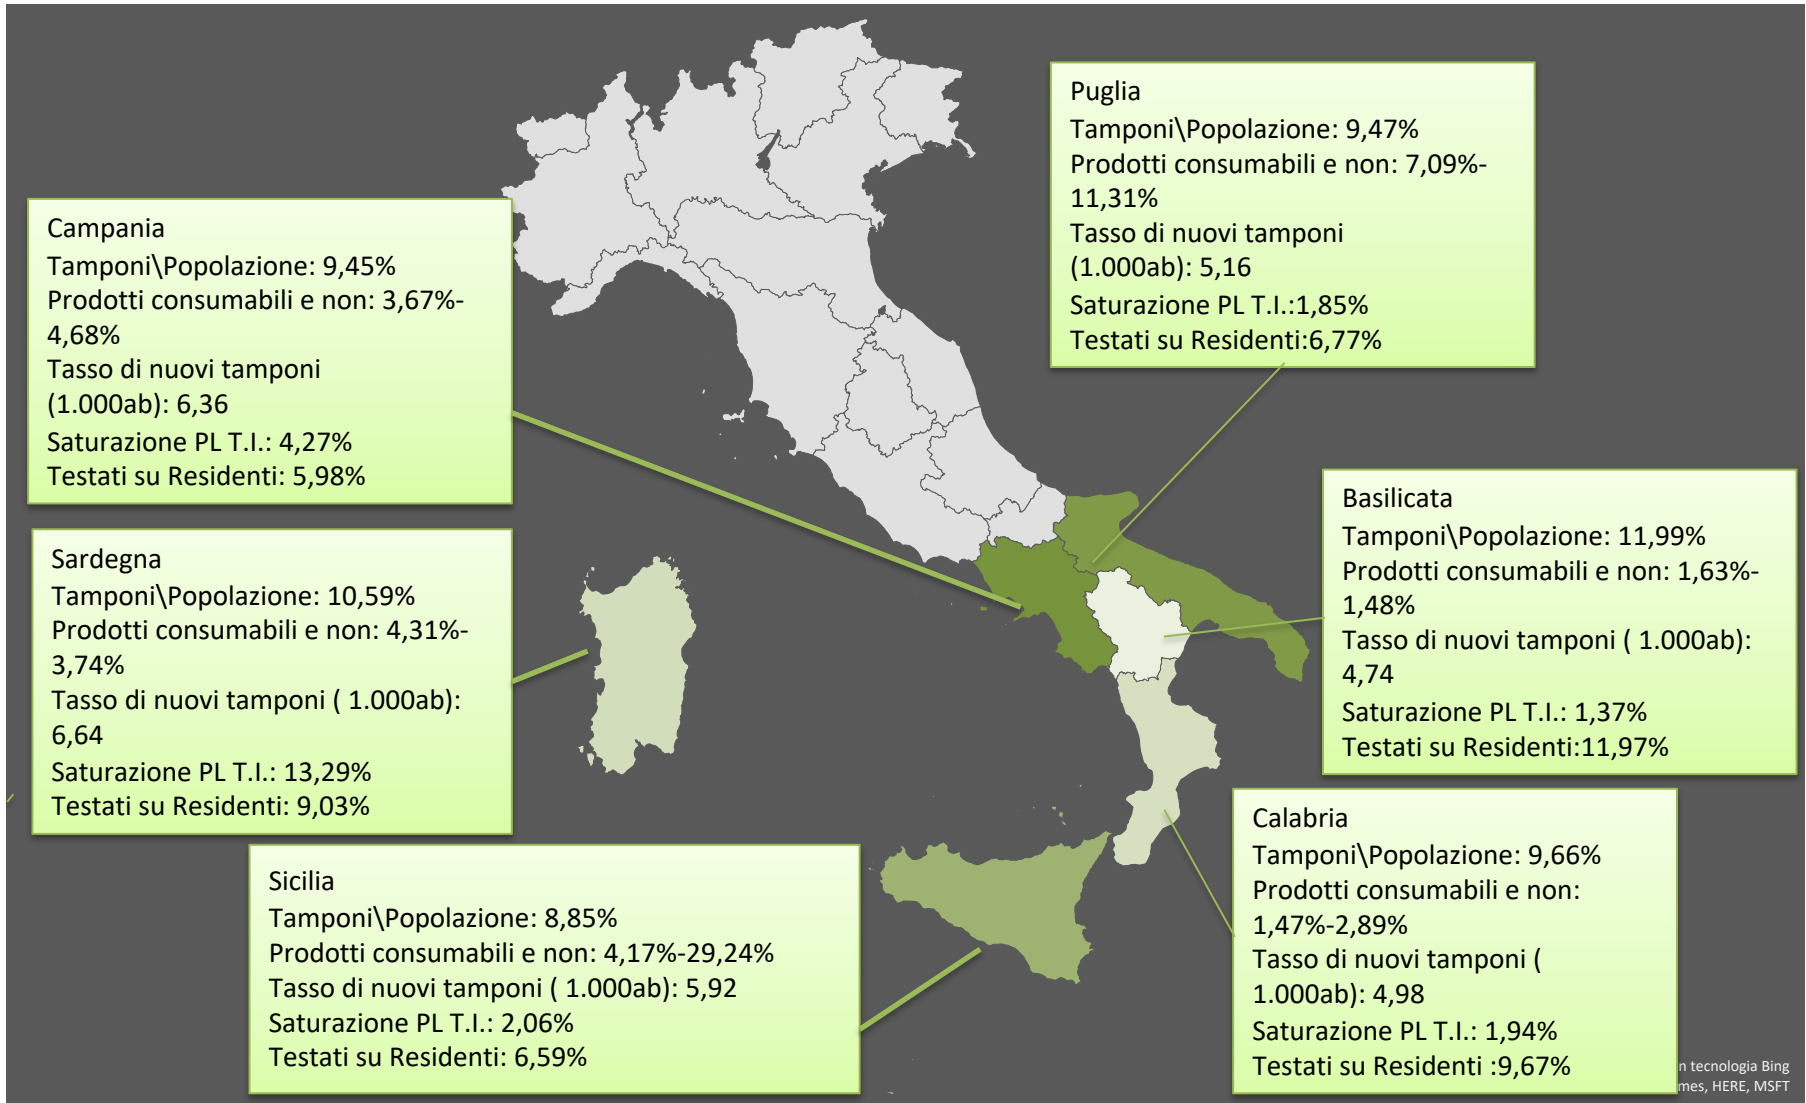 Puglia
Tamponi\Popolazione: 9,47%
Prodotti consumabili e non: 7,09%-
11,31%
Tasso di nuovi tamponi
(1.000ab): 5,16
Saturazione PL T.I.:1,85%
Testati su Residenti:6,77%
Campania
Tamponi\Popolazione: 9,45%
Prodotti consumabili e non: 3,67%-
4,68%
Tasso di nuovi tamponi
(1.000ab): 6,36
Saturazione PL T.I.: 4,27%
Testati su Residenti: 5,98%
Basilicata
Tamponi\Popolazione: 11,99%
Prodotti consumabili e non: 1,63%-
1,48%
Tasso di nuovi tamponi ( 1.000ab):
4,74
Saturazione PL T.I.: 1,37%
Testati su Residenti:11,97%
Sardegna
Tamponi\Popolazione: 10,59%
Prodotti consumabili e non: 4,31%-
3,74%
Tasso di nuovi tamponi ( 1.000ab):
6,64
Saturazione PL T.I.: 13,29%
Testati su Residenti: 9,03%
Calabria
Tamponi\Popolazione: 9,66%
Prodotti consumabili e non:
1,47%-2,89%
Tasso di nuovi tamponi (
1.000ab): 4,98
Saturazione PL T.I.: 1,94%
Testati su Residenti :9,67%
Sicilia
Tamponi\Popolazione: 8,85%
Prodotti consumabili e non: 4,17%-29,24%
Tasso di nuovi tamponi ( 1.000ab): 5,92
Saturazione PL T.I.: 2,06%
Testati su Residenti: 6,59%
n tecnologia Bing
mes, HERE, MSFT